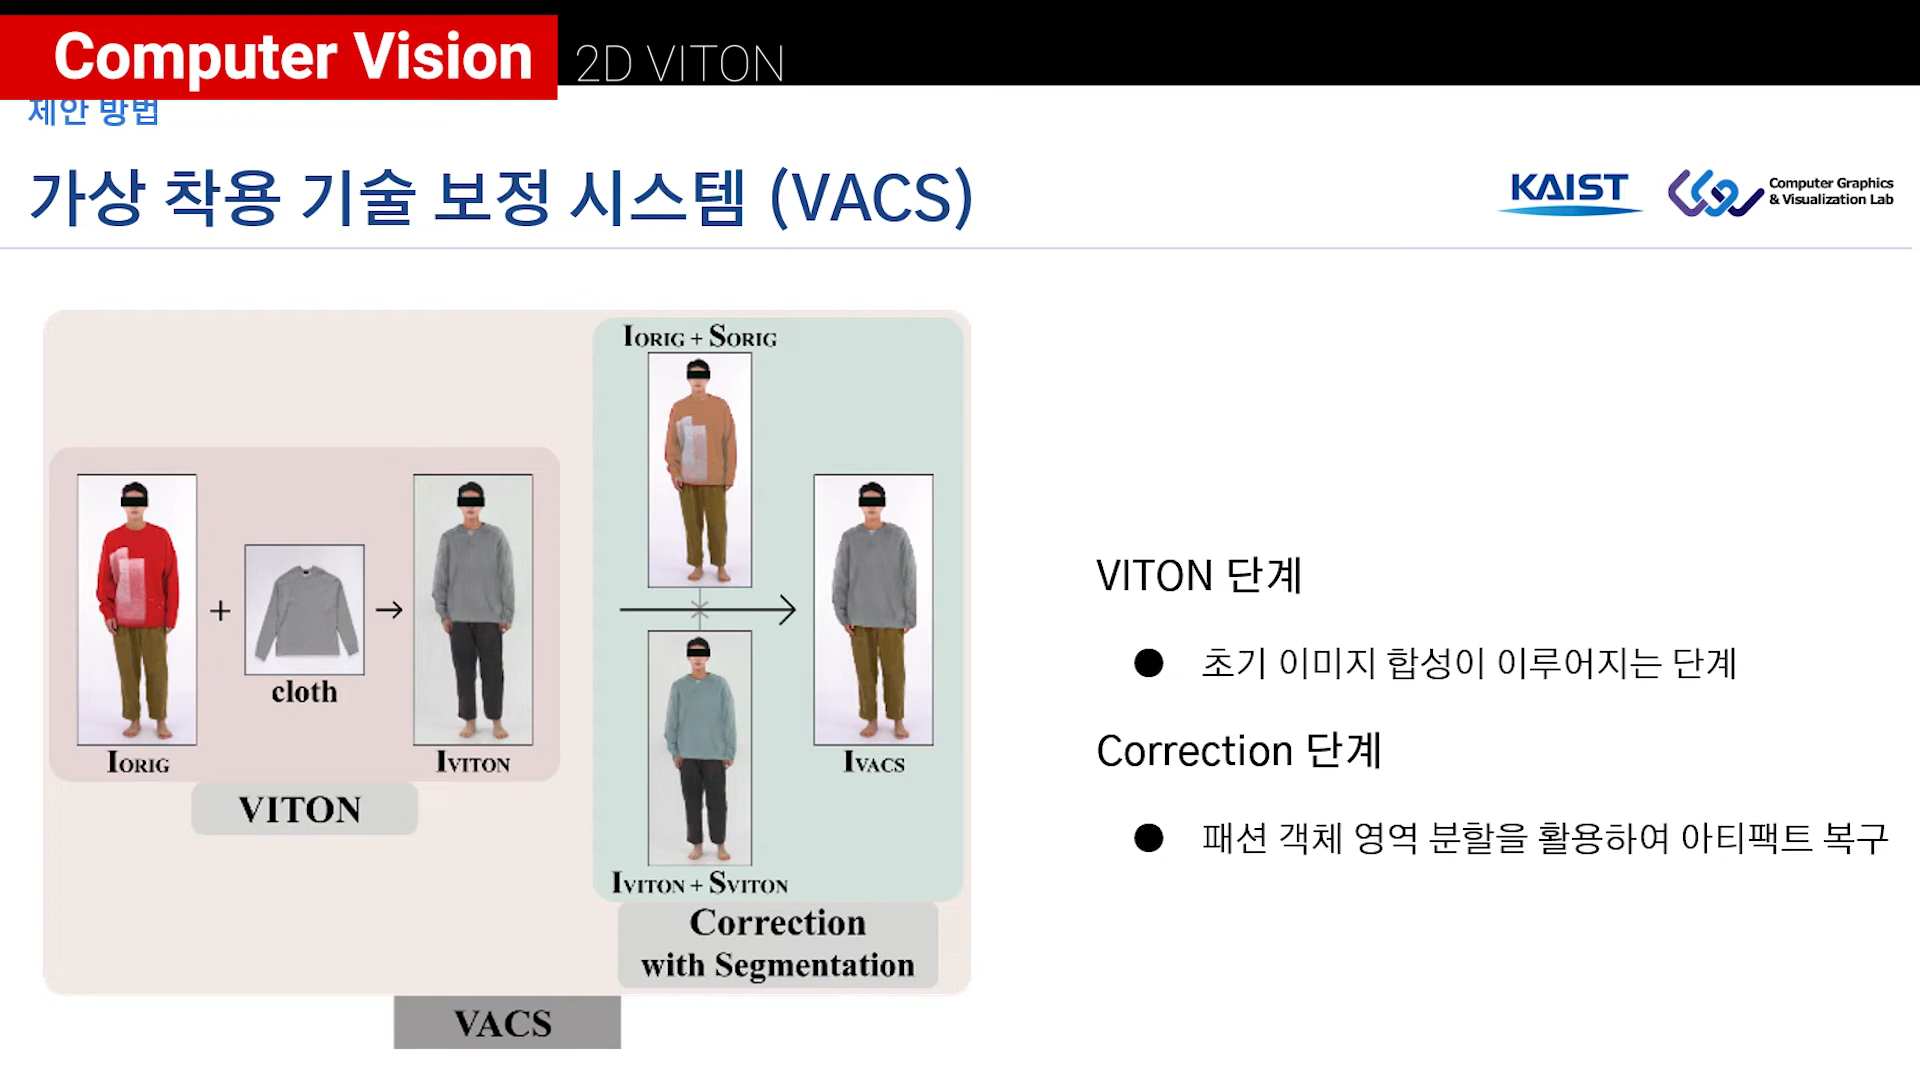 Computer Vision
2D VITON
제안 방법
가상 착용 기술 보정 시스템 (VACS)
KAIST
Computer Graphics
& Visualization Lab
IORIG + SORIG
+
cloth
→
IORIG
IVITON
IVACS
VITON
IVITON + SVITON
Correction
with Segmentation
VACS
VITON 단계
● 초기 이미지 합성이 이루어지는 단계
Correction 단계
● 패션 객체 영역 분할을 활용하여 아티팩트 복구